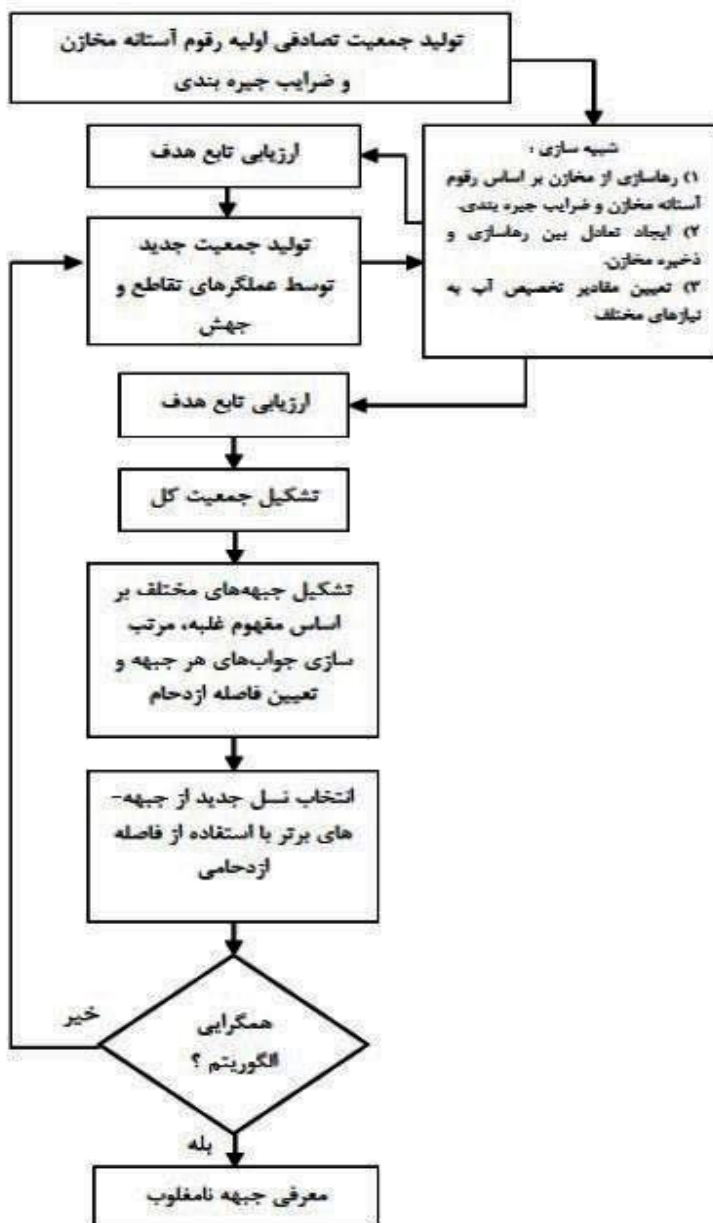 تولید جمعیت تصادفی اولیه رقوم آستانه مخازن
و ضرایب جیره بندی
شبیه سازی :
۱) رهاسازی از مخازن بر اساس رقوم
آستانه مخازن و ضرایب جیره بندی.
۲) ایجاد تعادل بین رهاسازی و
ذخیره مخازن.
۳) تعیین مقادیر تخصیص آب به
نیازهای مختلف
ارزیابی تابع هدف
تولید جمعیت جدید
توسط عملگرهای تقاطع و
جهش
ارزیابی تابع هدف
تشکیل جمعیت کل
تشکیل جبهه‌های مختلف بر
اساس مفهوم غلبه، مرتب
سازی جواب‌های هر جبهه و
تعیین فاصله ازدحام
انتخاب نسل جدید از جبهه-
های برتر با استفاده از فاصله
ازدحامی
همگرایی
الگوریتم ؟
خیر
بله
معرفی جبهه نامغلوب